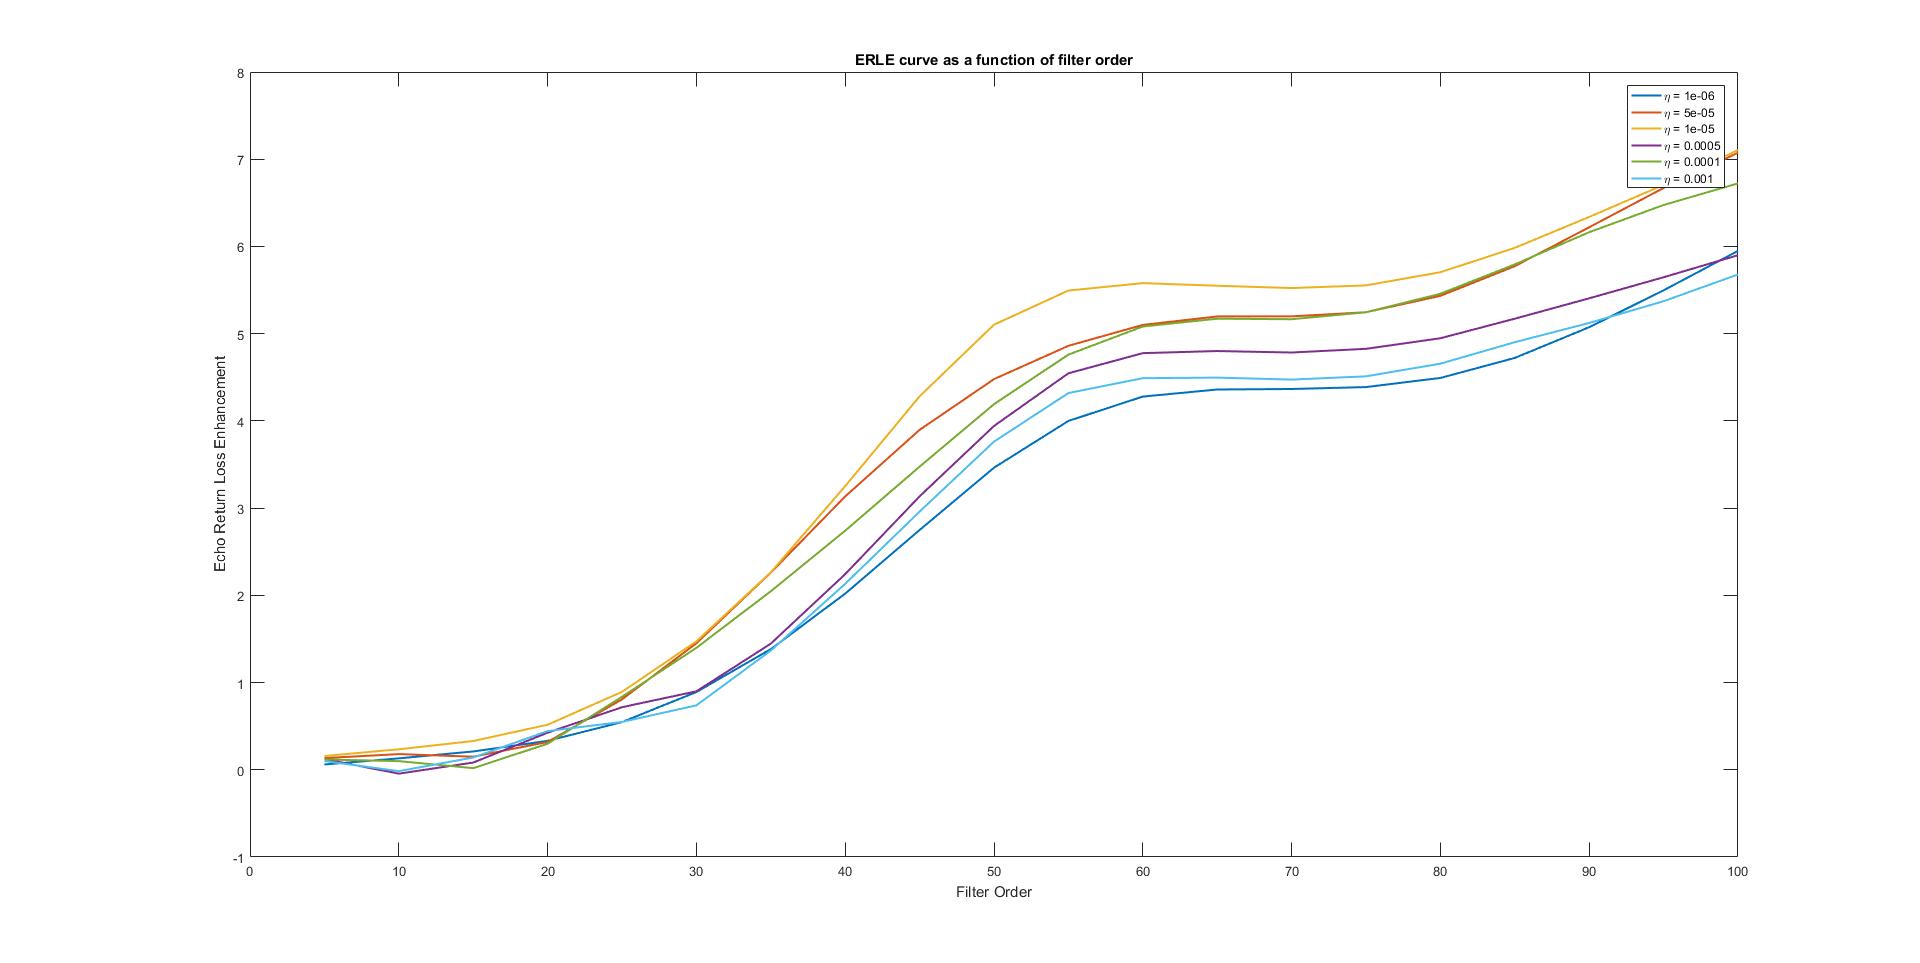 ERLE curve as a function of filter order
8
7
6
5
4
3
2
1
0
-1
Echo Return Loss Enhancement
η = 1e-06
η = 5e-05
η = 1e-05
η = 0.0005
η = 0.0001
η = 0.001
0 10 20 30 40 50 60 70 80 90 100
Filter Order